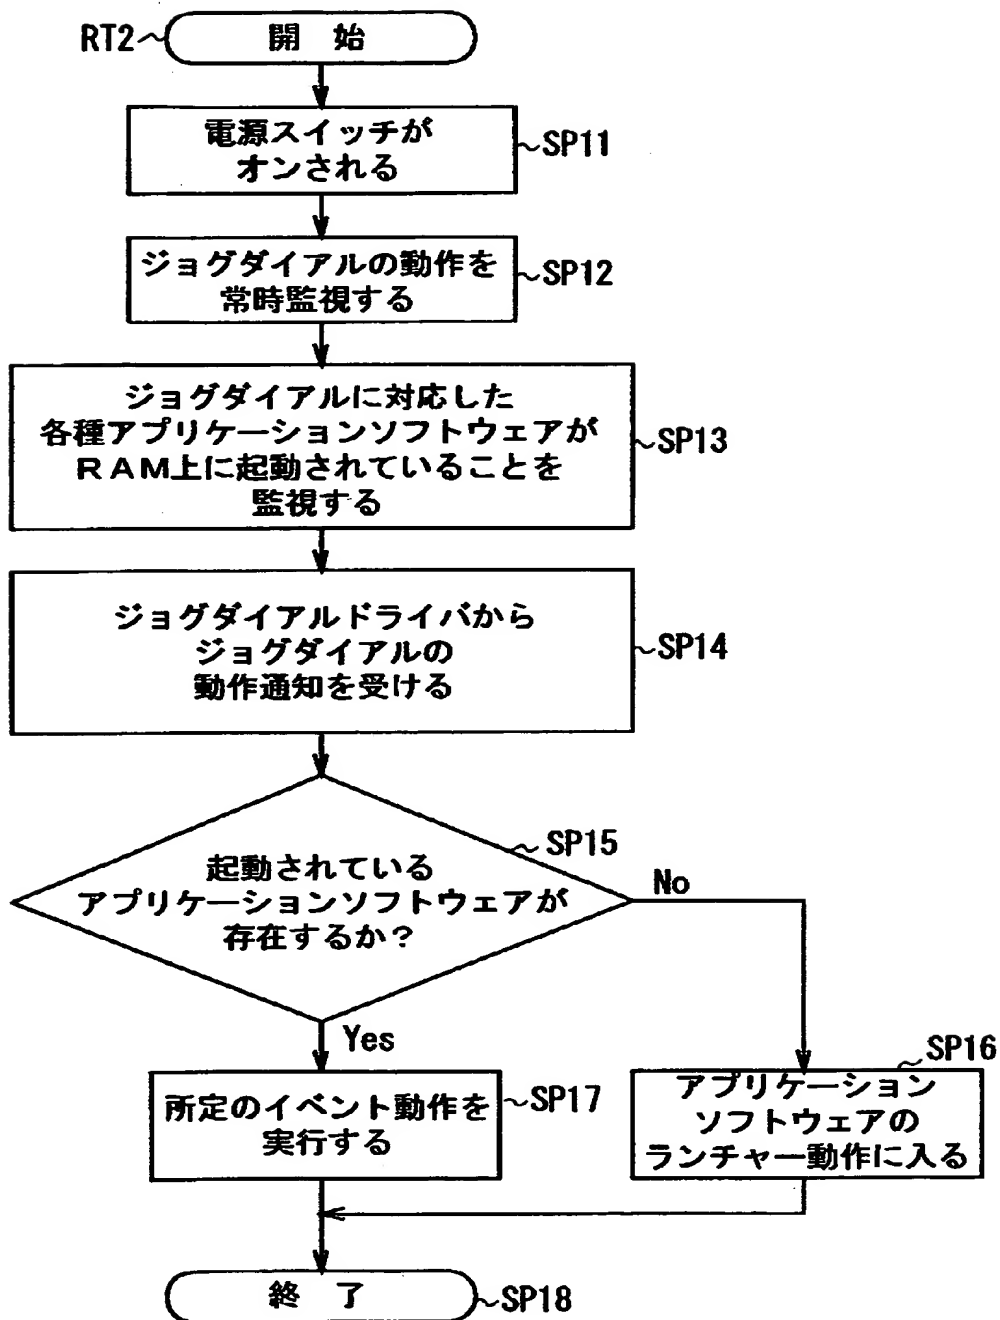 RT2
開 始
電源スイッチが
オンされる
SP11
ジョグダイアルの動作を
常時監視する
SP12
ジョグダイアルに対応した
各種アプリケーションソフトウェアが
RAM上に起動されていることを
監視する
SP13
ジョグダイアルドライバから
ジョグダイアルの
動作通知を受ける
SP14
起動されている
アプリケーションソフトウェアが
存在するか?
SP15
No
Yes
所定のイベント動作を
実行する
SP17
SP16
アプリケーション
ソフトウェアの
ランチャー動作に入る
終 了
SP18